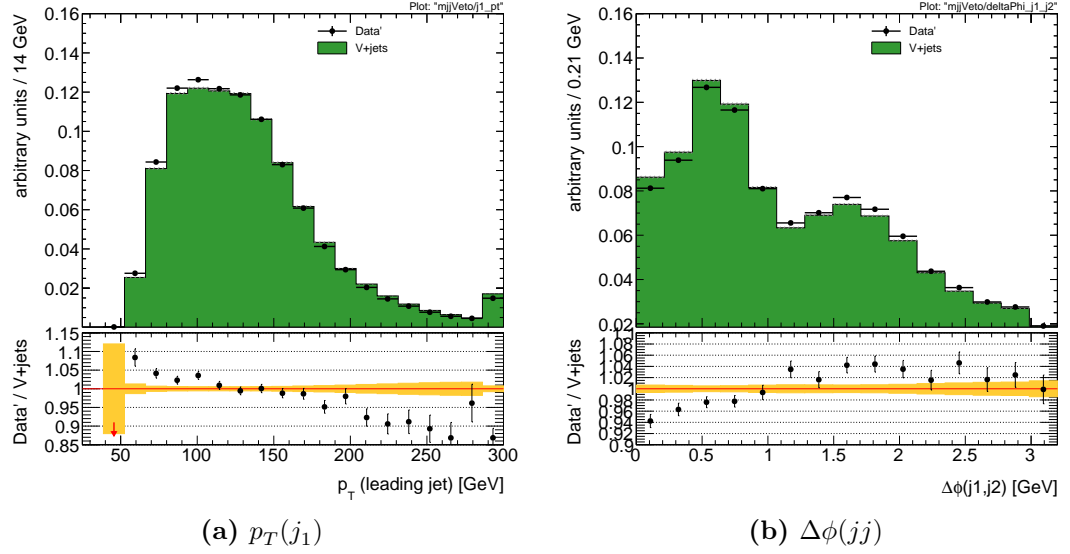 Plot: "mjjVeto/j1_pt"
arbitrary units / 14 GeV
Data'
V+jets
0.16
0.14
0.12
0.1
0.08
0.06
0.04
0.02
0
Data' / V+jets
1.15
1.1
1.05
1
0.95
0.9
0.85
50 100 150 200 250 300
p_T (leading jet) [GeV]
(a) p_T(j_1)
Plot: "mjjVeto/deltaPhi_j1_j2"
arbitrary units / 0.21 GeV
Data'
V+jets
0.16
0.14
0.12
0.1
0.08
0.06
0.04
0.02
Data' / V+jets
1.08
1.06
1.04
1.02
1
0.98
0.96
0.94
0.92
0.9
0 0.5 1 1.5 2 2.5 3
Δϕ(j1,j2) [GeV]
(b) Δϕ(jj)